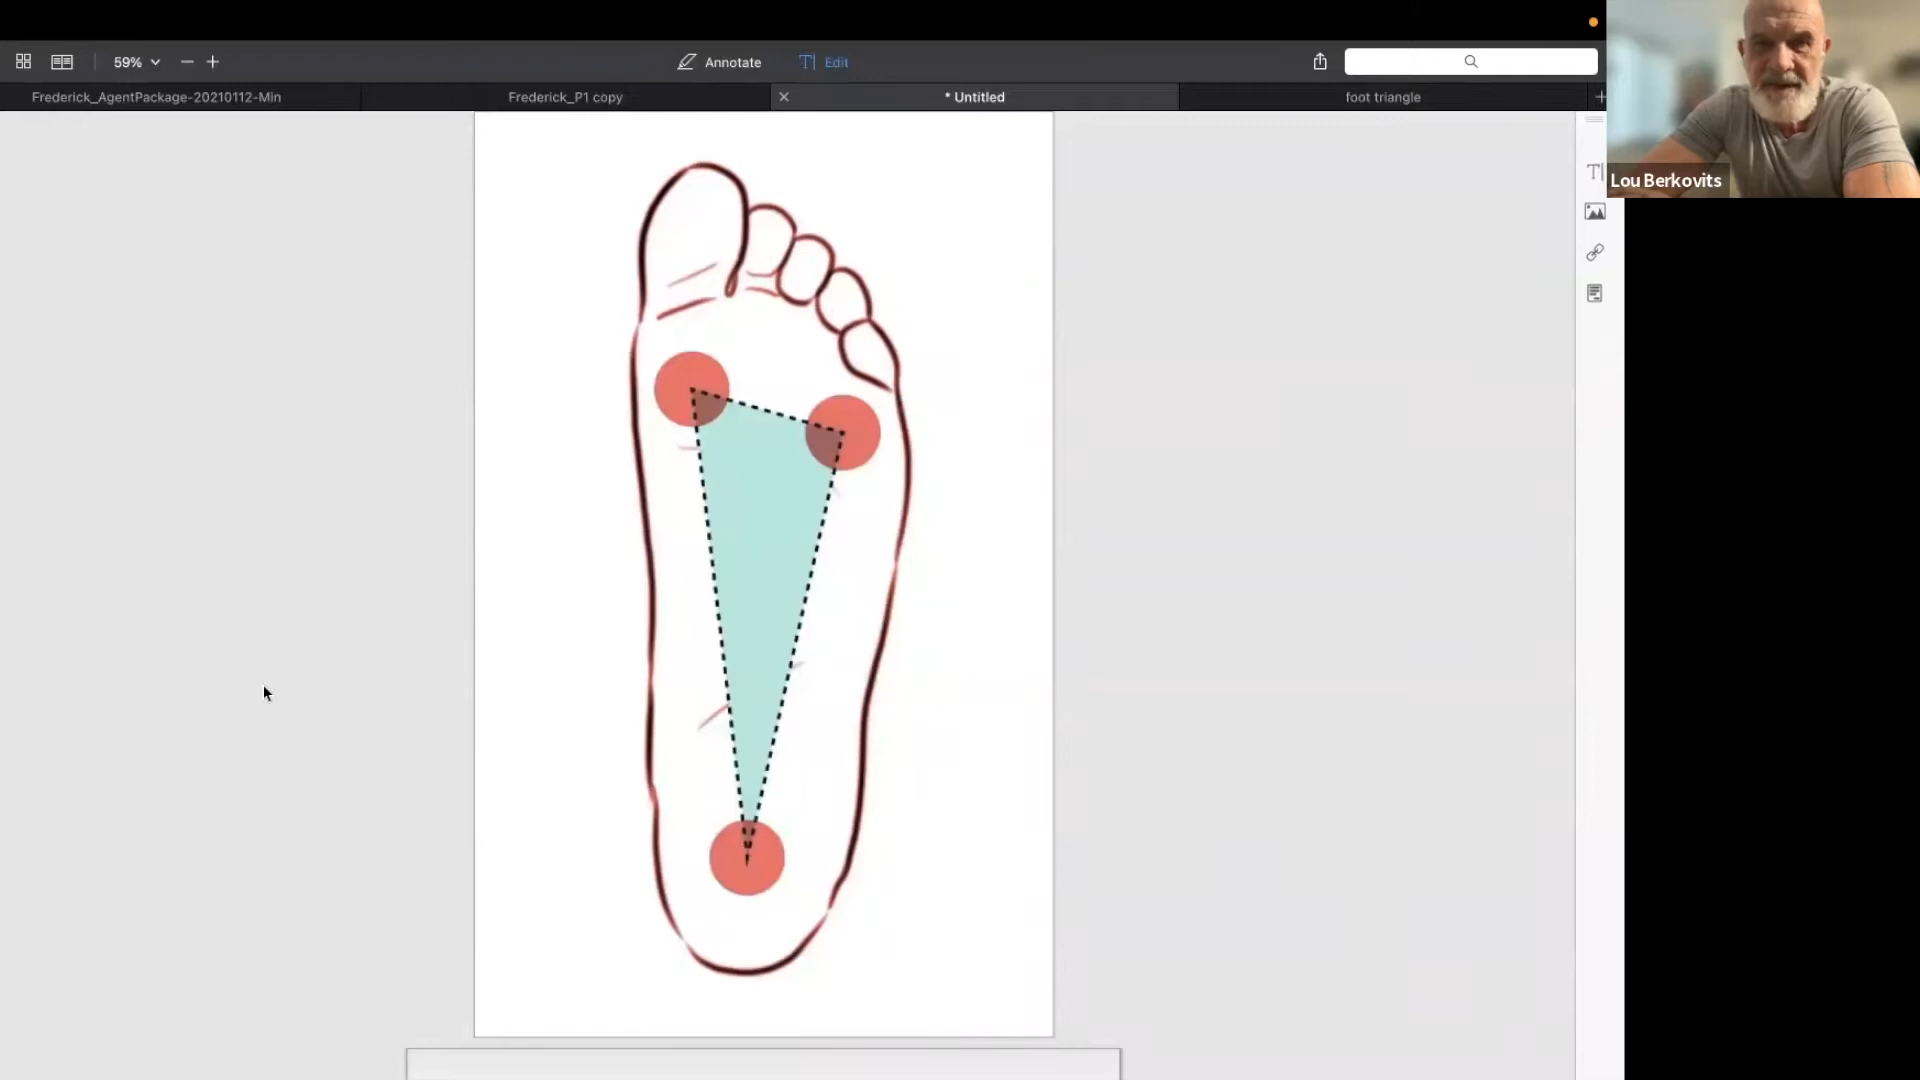 59%
Annotate
T| Edit
Frederick_AgentPackage-20210112-Min
Frederick_P1 copy
* Untitled
foot triangle
T|
Lou Berkovits